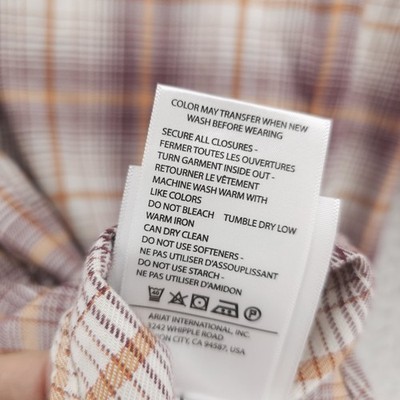 COLOR MAY TRANSFER WHEN NEW
WASH BEFORE WEARING
SECURE ALL CLOSURES -
FERMER TOUTES LES OUVERTURES
TURN GARMENT INSIDE OUT -
RETOURNER LE VÊTEMENT
MACHINE WASH WARM WITH
LIKE COLORS
DO NOT BLEACH TUMBLE DRY LOW
WARM IRON
CAN DRY CLEAN
DO NOT USE SOFTENERS -
NE PAS UTILISER D'ASSOUPLISSANT
DO NOT USE STARCH -
NE PAS UTILISER D'AMIDON
ARIAT INTERNATIONAL, INC.
3242 WHIPPLE ROAD
CITY, CA 94587, USA